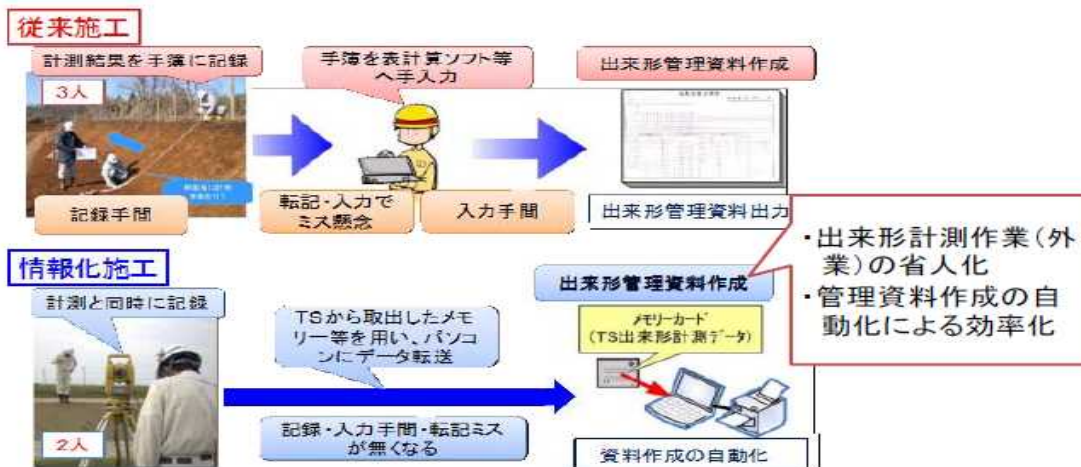 従来施工
計測結果を手簿に記録
3人
記録手間
手簿を表計算ソフト等
へ手入力
転記・入力で
ミス懸念
入力手間
出来形管理資料作成
出来形管理資料出力
情報化施工
計測と同時に記録
2人
TSから取出したメモ
リー等を用い、パソコ
ンにデータ転送
記録・入力手間・転記ミス
が無くなる
出来形管理資料作成
メモリーカード
(TS出来形計測データ)
資料作成の自動化
・出来形計測作業(外
業)の省人化
・管理資料作成の自
動化による効率化